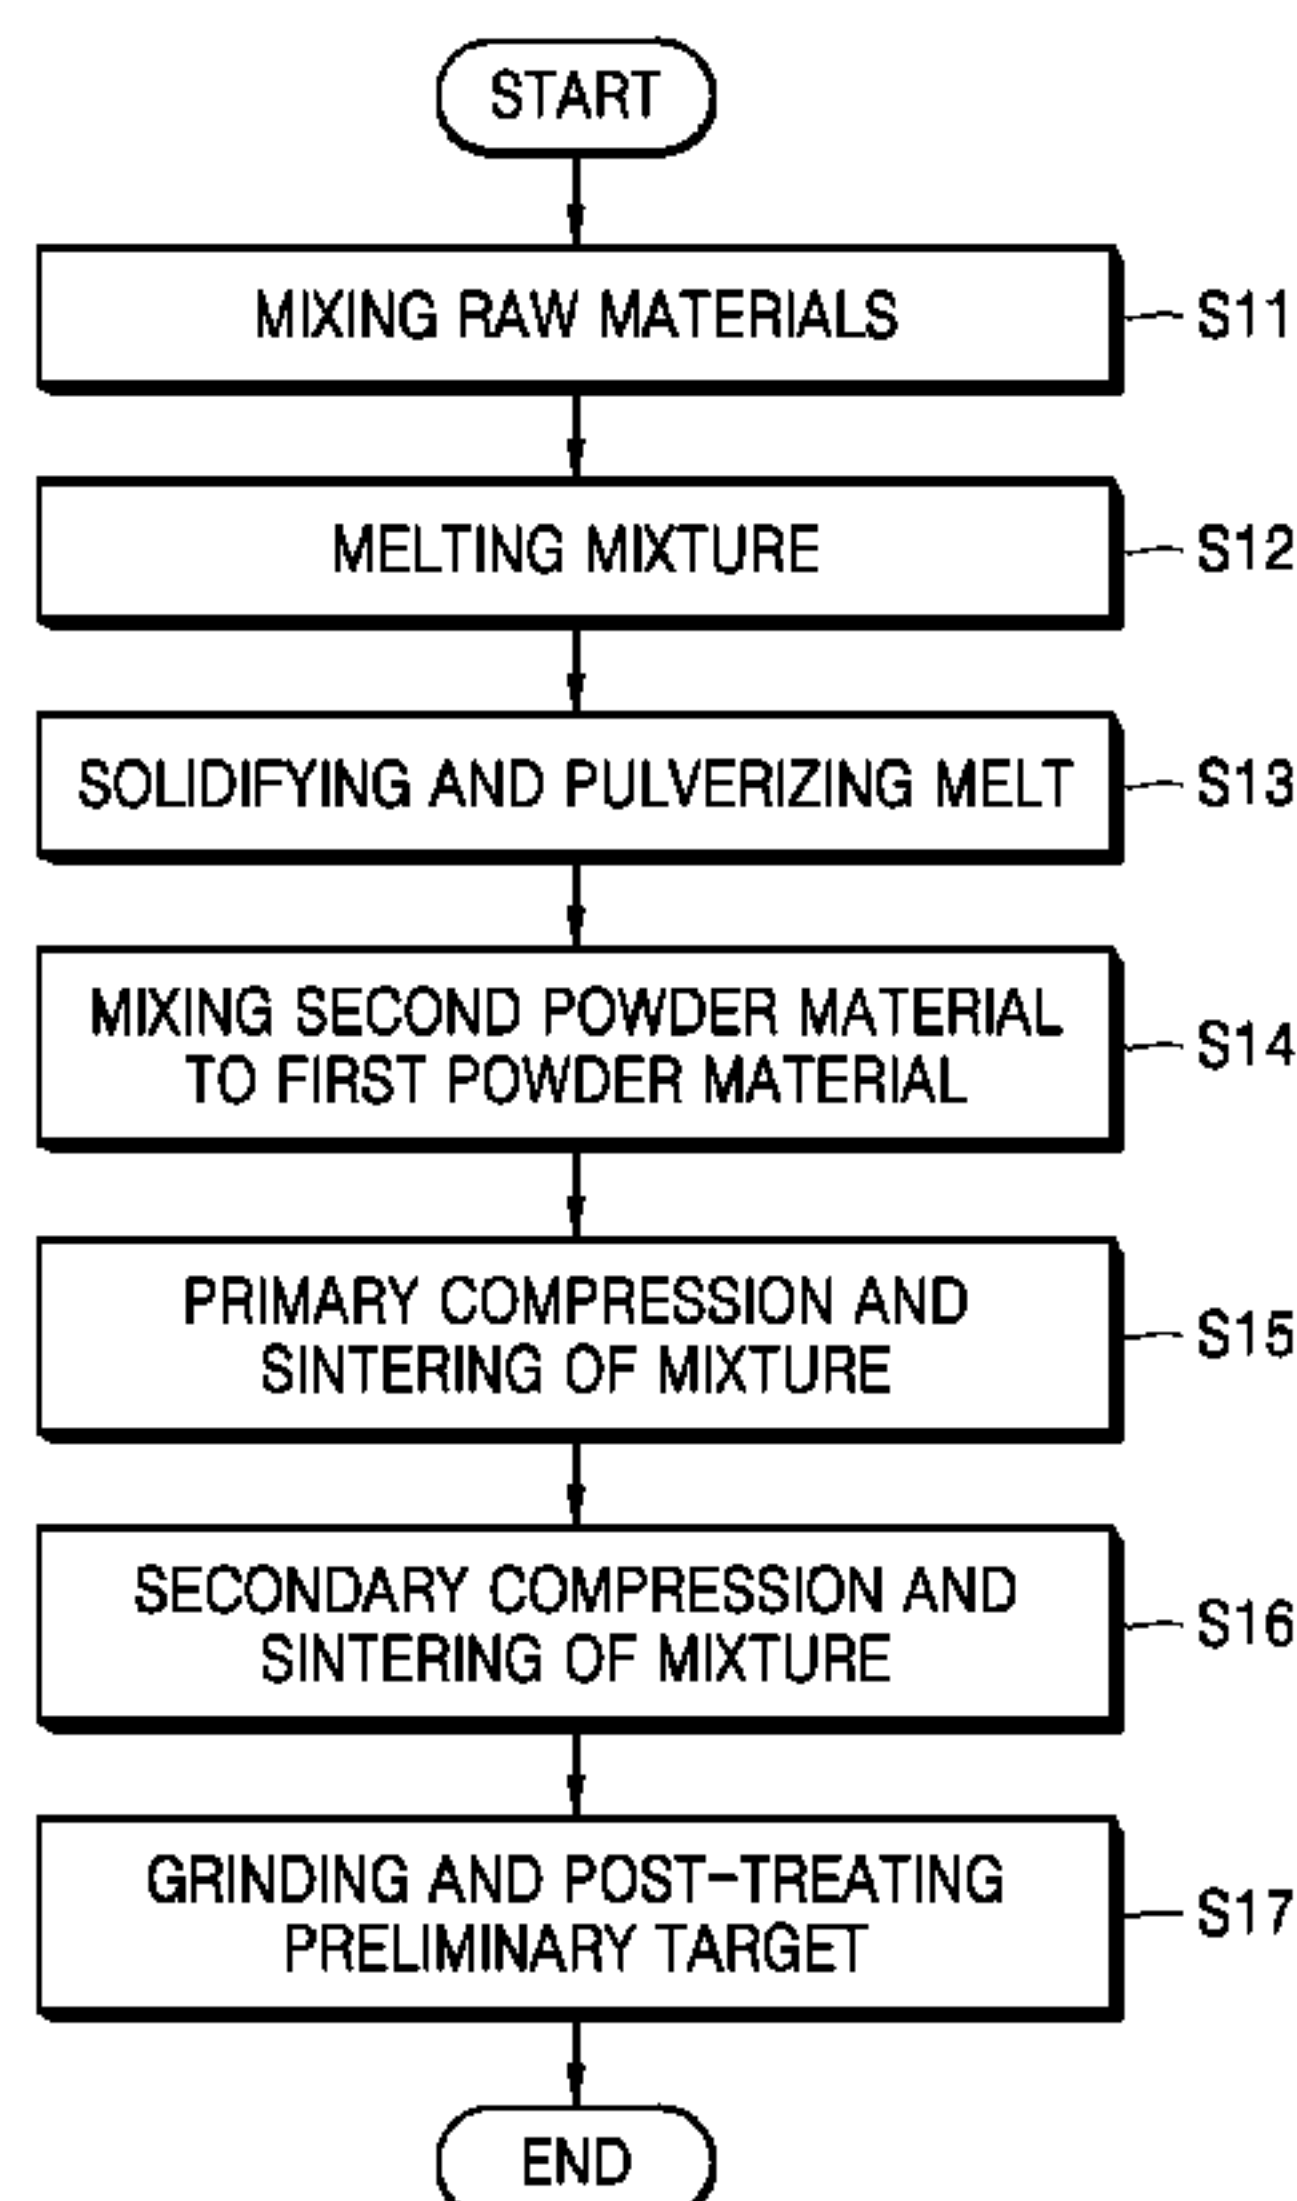 START
MIXING RAW MATERIALS
S11
MELTING MIXTURE
S12
SOLIDIFYING AND PULVERIZING MELT
S13
MIXING SECOND POWDER MATERIAL
TO FIRST POWDER MATERIAL
S14
PRIMARY COMPRESSION AND
SINTERING OF MIXTURE
S15
SECONDARY COMPRESSION AND
SINTERING OF MIXTURE
S16
GRINDING AND POST-TREATING
PRELIMINARY TARGET
S17
END